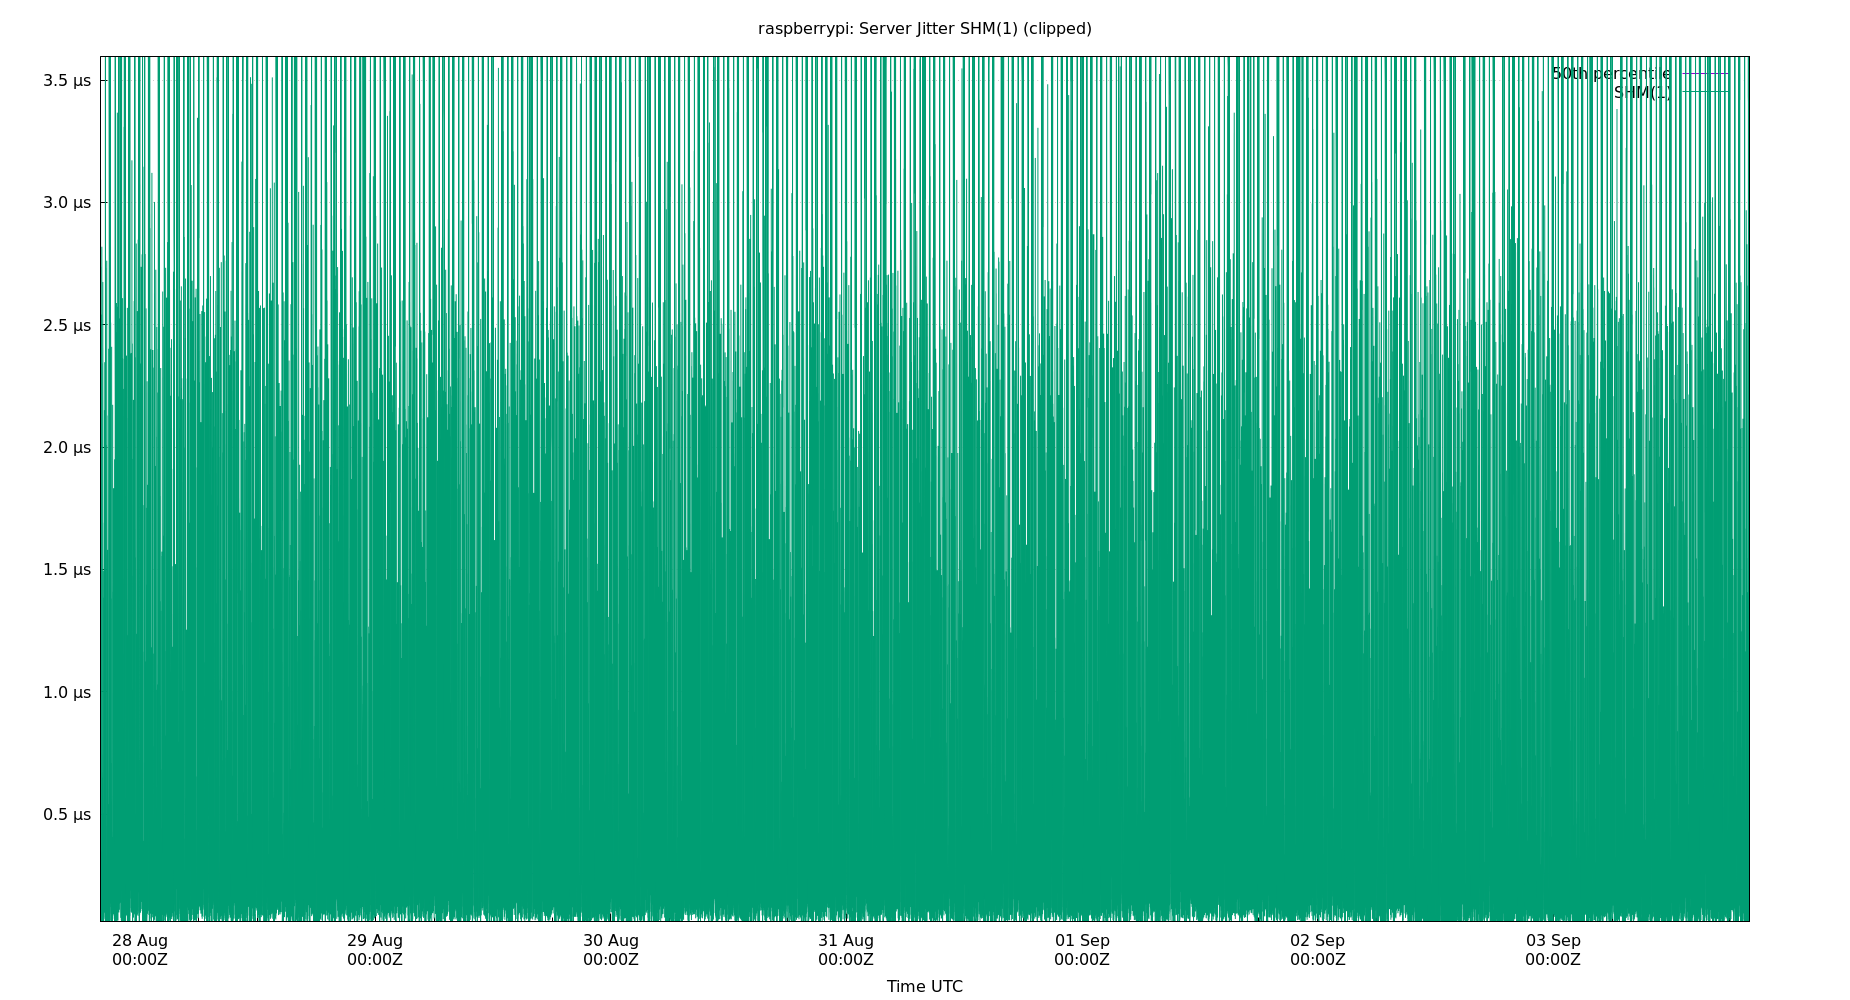 raspberrypi: Server Jitter SHM(1) (clipped)
50th percentile
SHM(1)
3.5 µs
3.0 µs
2.5 µs
2.0 µs
1.5 µs
1.0 µs
0.5 µs
28 Aug 29 Aug 30 Aug 31 Aug 01 Sep 02 Sep 03 Sep
00:00Z 00:00Z 00:00Z 00:00Z 00:00Z 00:00Z 00:00Z
Time UTC